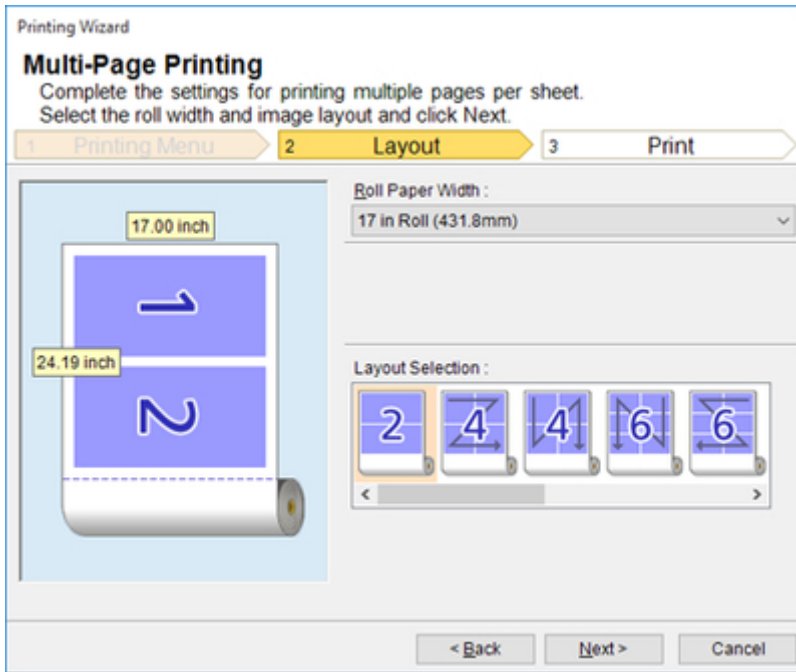 Printing Wizard
Multi-Page Printing
Complete the settings for printing multiple pages per sheet.
Select the roll width and image layout and click Next.
1 Printing Menu 2 Layout 3 Print
Roll Paper Width :
17 in Roll (431.8mm)
17.00 inch
1
24.19 inch
2
Layout Selection :
2 4 4 6 6
< >
< Back Next > Cancel